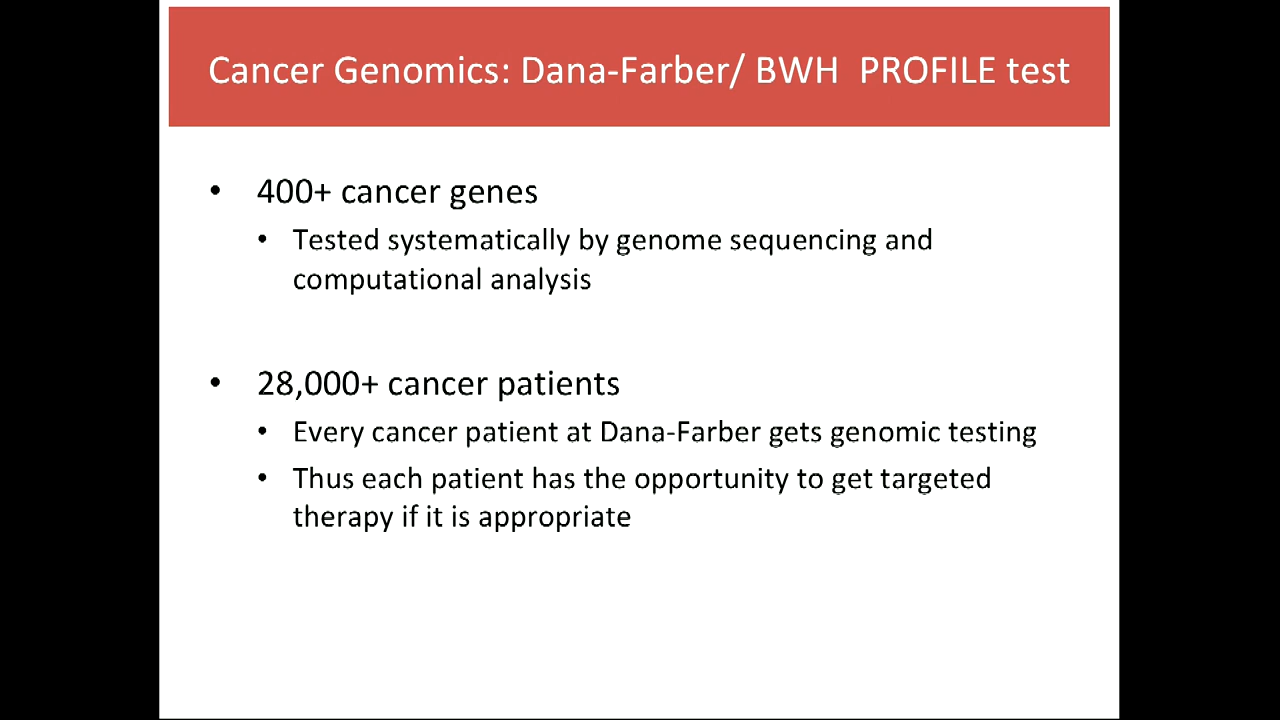 Cancer Genomics: Dana-Farber/ BWH  PROFILE test
• 400+ cancer genes
• Tested systematically by genome sequencing and
computational analysis
• 28,000+ cancer patients
• Every cancer patient at Dana-Farber gets genomic testing
• Thus each patient has the opportunity to get targeted
therapy if it is appropriate